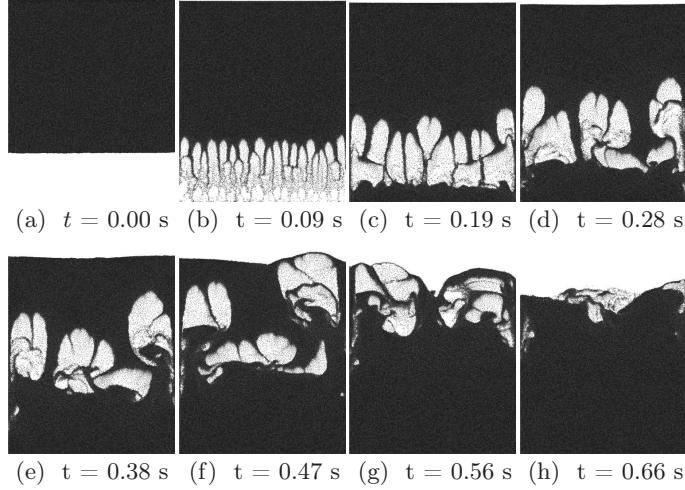 (a) t = 0.00 s (b) t = 0.09 s (c) t = 0.19 s (d) t = 0.28 s
(e) t = 0.38 s (f) t = 0.47 s (g) t = 0.56 s (h) t = 0.66 s